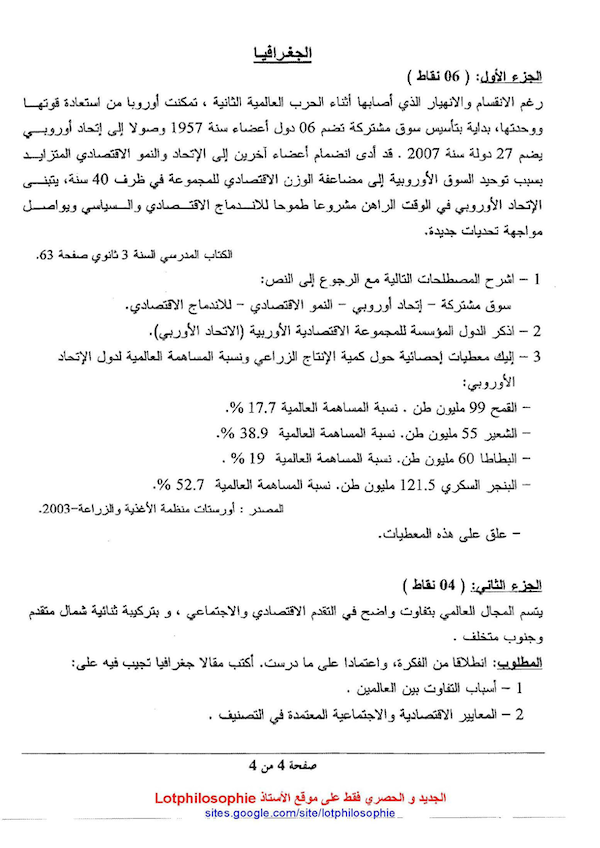 الجغرافيا
الجزء الأول: ( 06 نقاط )
رغم الانقسام والانهيار الذي أصابها أثناء الحرب العالمية الثانية ، تمكنت أوروبا من استعادة قوتها
ووحدتها، بداية بتأسيس سوق مشتركة تضم 06 دول أعضاء سنة 1957 وصولا إلى إتحاد أوروبي
يضم 27 دولة سنة 2007 . قد أدى انضمام أعضاء آخرين إلى الإتحاد والنمو الاقتصادي المتزايد
بسبب توحيد السوق الأوروبية إلى مضاعفة الوزن الاقتصادي للمجموعة في ظرف 40 سنة، يتبنى
الإتحاد الأوروبي في الوقت الراهن مشروعا طموحا للاندماج الاقتصادي والسياسي ويواصل
مواجهة تحديات جديدة.
الكتاب المدرسي السنة 3 ثانوي صفحة 63.
1 – اشرح المصطلحات التالية مع الرجوع إلى النص:
سوق مشتركة – إتحاد أوروبي – النمو الاقتصادي – للاندماج الاقتصادي.
2 – اذكر الدول المؤسسة للمجموعة الاقتصادية الأوربية (الاتحاد الأوربي).
3 – إليك معطيات إحصائية حول كمية الإنتاج الزراعي ونسبة المساهمة العالمية لدول الإتحاد
الأوروبي:
– القمح 99 مليون طن . نسبة المساهمة العالمية 17.7 %.
– الشعير 55 مليون طن. نسبة المساهمة العالمية 38.9 %.
– البطاطا 60 مليون طن. نسبة المساهمة العالمية 19 % .
– البنجر السكري 121.5 مليون طن. نسبة المساهمة العالمية 52.7 %.
المصدر : أورستات منظمة الأغذية والزراعة–2003.
– علق على هذه المعطيات.
الجزء الثاني: ( 04 نقاط )
يتسم المجال العالمي بتفاوت واضح في التقدم الاقتصادي والاجتماعي ، و بتركيبة ثنائية شمال متقدم
وجنوب متخلف .
المطلوب: انطلاقا من الفكرة، واعتمادا على ما درست. أكتب مقالا جغرافيا تجيب فيه على:
1 – أسباب التفاوت بين العالمين .
2 – المعايير الاقتصادية والاجتماعية المعتمدة في التصنيف .
صفحة 4 من 4
الجديد و الحصري فقط على موقع الأستاذ Lotphilosophie
sites.google.com/site/lotphilosophie